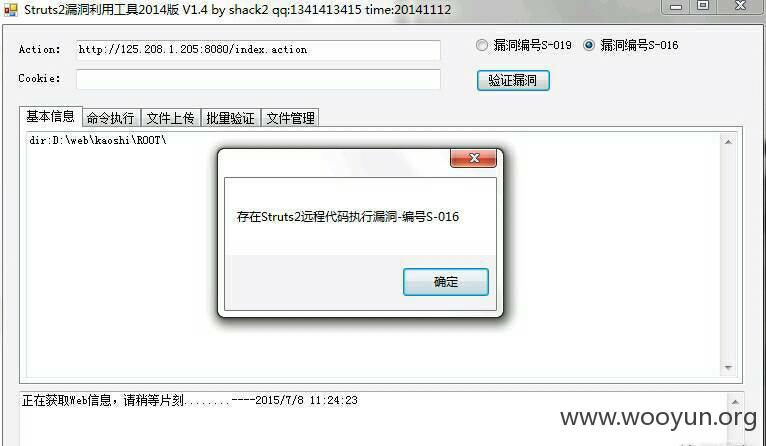 Struts2漏洞利用工具2014版 V1.4 by shack2 qq:1341413415 time:20141112
Action: http://125.208.1.205:8080/index.action 漏洞编号S-019 漏洞编号S-016
Cookie: 验证漏洞
基本信息 命令执行 文件上传 批量验证 文件管理
dir:D:\web\kaoshi\ROOT\
存在Struts2远程代码执行漏洞-编号S-016
确定
正在获取Web信息，请稍等片刻........----2015/7/8 11:24:23
www.wooyun.org